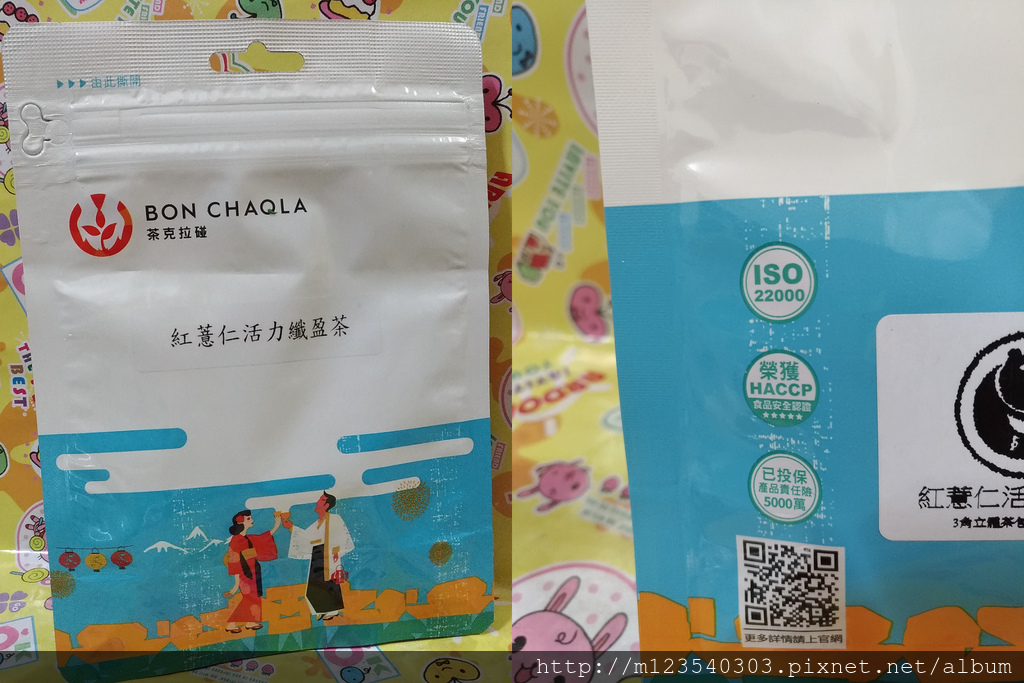 ▶▶▶由此撕開
BON CHAQLA
茶克拉碰
紅薏仁活力纖盈茶
ISO
22000
榮獲
HACCP
食品安全認證
★★★★★
已投保
產品責任險
5000萬
紅薏仁活
3角立體茶包
更多詳情請上官網
BEST
http://m123540303.pixnet.net/album